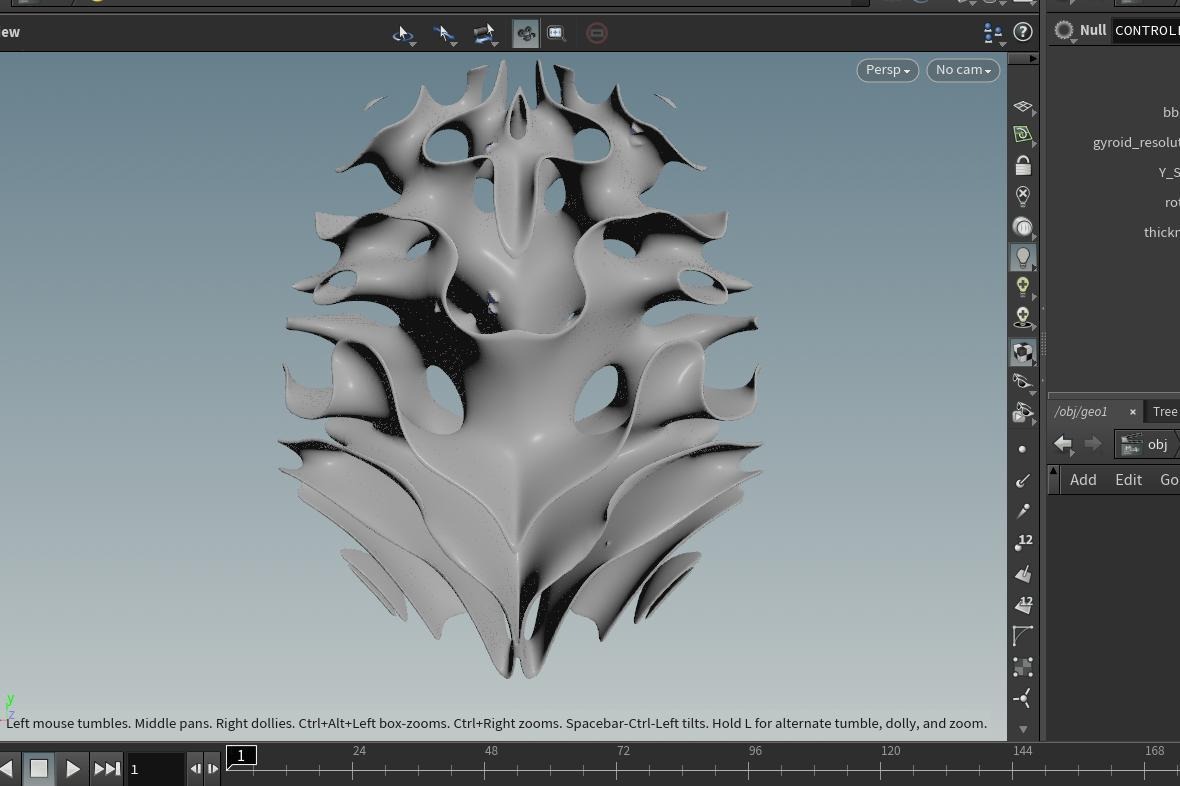 ew
Null CONTROLL
Persp No cam
bb
gyroid_resolut
Y_S
rot
thickn
12
12
/obj/geo1 × Tree
obj
Add Edit Go
y
z
Left mouse tumbles. Middle pans. Right dollies. Ctrl+Alt+Left box-zooms. Ctrl+Right zooms. Spacebar-Ctrl-Left tilts. Hold L for alternate tumble, dolly, and zoom.
1 1 24 48 72 96 120 144 168